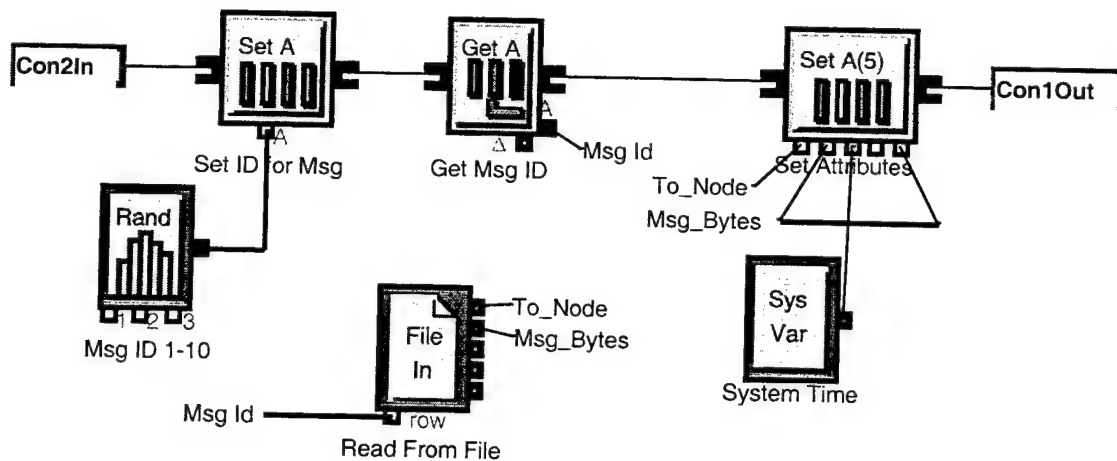 Con2In
Set A
A
Set ID for Msg
Get A
A
Δ
Get Msg ID
Msg Id
Set A(5)
Set Attributes
Con1Out
To_Node
Msg_Bytes
Rand
1 2 3
Msg ID 1-10
File
In
To_Node
Msg_Bytes
Msg Id
row
Read From File
Sys
Var
System Time